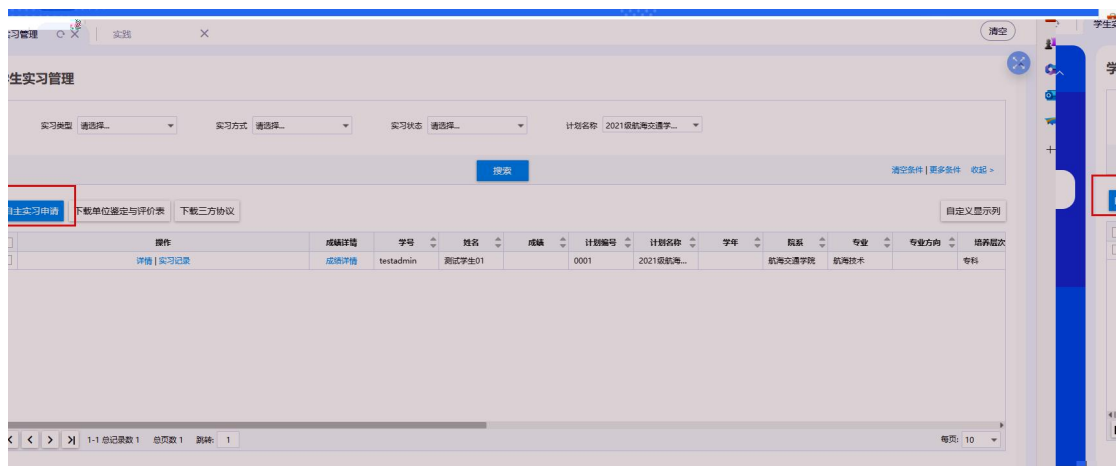 习管理 实践 清空 学生实
生实习管理 学
实习类型 请选择... 实习方式 请选择... 实习状态 请选择... 计划名称 2021级航海交通学...
搜索 清空条件 | 更多条件 收起
自主实习申请 下载单位鉴定与评价表 下载三方协议 自定义显示列
操作 成绩详情 学号 姓名 成绩 计划编号 计划名称 学年 院系 专业 专业方向 培养层次
详情 | 实习记录 成绩详情 testadmin 测试学生01 0001 2021级航海... 航海交通学院 航海技术 专科
1-1 总记录数 1 总页数 1 跳转: 1 每页: 10